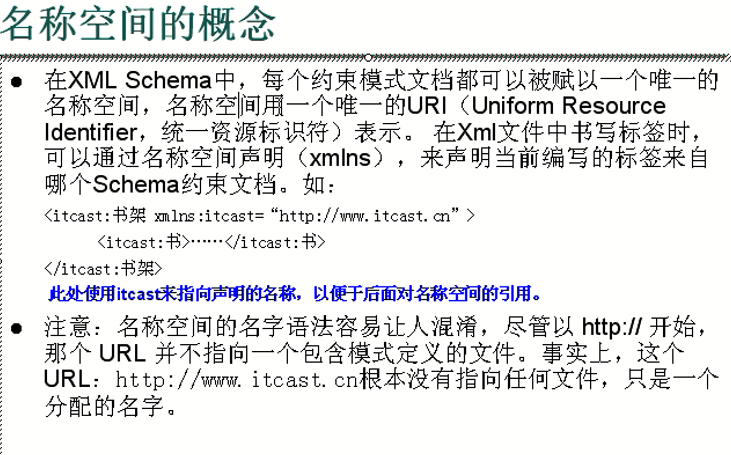 名称空间的概念
● 在XML Schema中，每个约束模式文档都可以被赋以一个唯一的
名称空间，名称空间用一个唯一的URI（Uniform Resource
Identifier，统一资源标识符）表示。 在Xml文件中书写标签时，
可以通过名称空间声明（xmlns），来声明当前编写的标签来自
哪个Schema约束文档。如：
<itcast:书架 xmlns:itcast=“http://www.itcast.cn”>
<itcast:书>……</itcast:书>
</itcast:书架>
此处使用itcast来指向声明的名称，以便于后面对名称空间的引用。
● 注意：名称空间的名字语法容易让人混淆，尽管以 http:// 开始，
那个 URL 并不指向一个包含模式定义的文件。事实上，这个
URL：http://www.itcast.cn根本没有指向任何文件，只是一个
分配的名字。